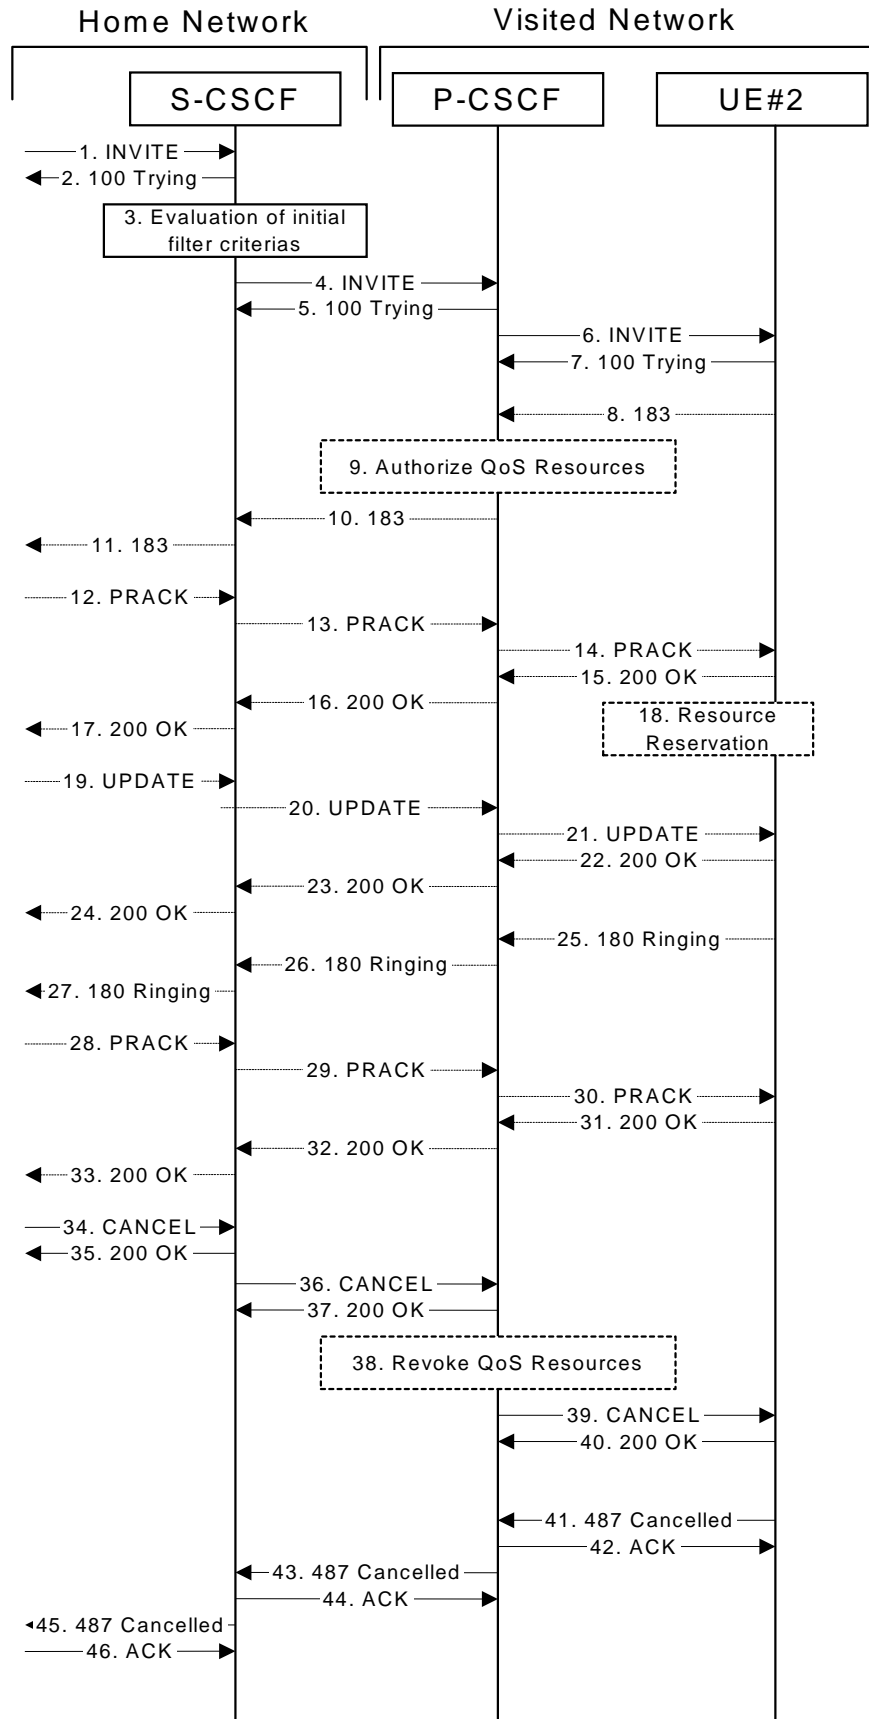 Home Network
Visited Network
S-CSCF
P-CSCF
UE#2
1. INVITE
2. 100 Trying
3. Evaluation of initial
filter criterias
4. INVITE
5. 100 Trying
6. INVITE
7. 100 Trying
8. 183
9. Authorize QoS Resources
10. 183
11. 183
12. PRACK
13. PRACK
14. PRACK
15. 200 OK
16. 200 OK
17. 200 OK
18. Resource
Reservation
19. UPDATE
20. UPDATE
21. UPDATE
22. 200 OK
23. 200 OK
24. 200 OK
25. 180 Ringing
26. 180 Ringing
27. 180 Ringing
28. PRACK
29. PRACK
30. PRACK
31. 200 OK
32. 200 OK
33. 200 OK
34. CANCEL
35. 200 OK
36. CANCEL
37. 200 OK
38. Revoke QoS Resources
39. CANCEL
40. 200 OK
41. 487 Cancelled
42. ACK
43. 487 Cancelled
44. ACK
45. 487 Cancelled
46. ACK